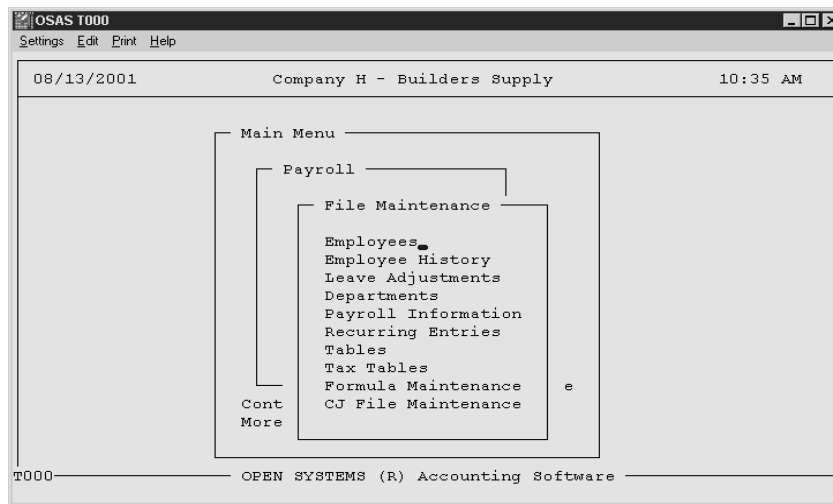 OSAS T000
Settings Edit Print Help
08/13/2001 Company H - Builders Supply 10:35 AM
Main Menu
Payroll
File Maintenance
Employees
Employee History
Leave Adjustments
Departments
Payroll Information
Recurring Entries
Tables
Tax Tables
Formula Maintenance e
Cont CJ File Maintenance
More
T000 OPEN SYSTEMS (R) Accounting Software